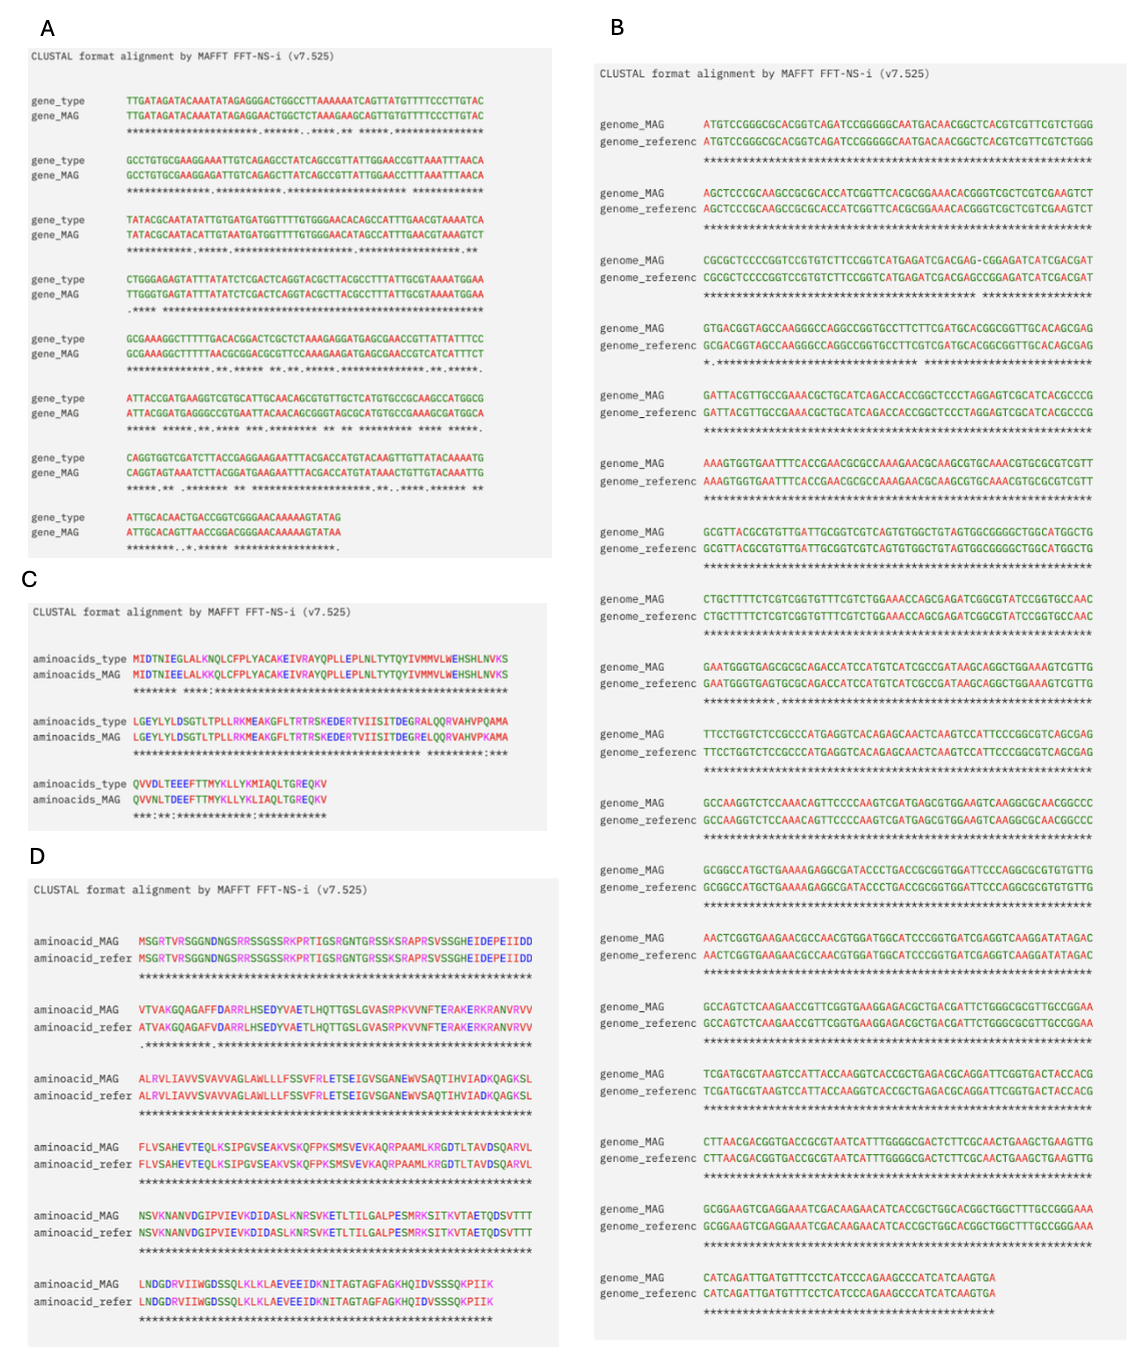 A
CLUSTAL format alignment by MAFFT FFT-NS-i (v7.525)
gene_type TTGATAGATACAAATATAGAGGGACTGGCCTTAAAAAATCAGTTATGTTTTCCCTTGTAC
gene_MAG TTGATAGATACAAATATAGAGGAACTGGCTCTAAAGAAGCAGTTGTGTTTTCCCTTGTAC
gene_type GCCTGTGCGAAGGAAATTGTCAGAGCCTATCAGCCGTTATTGGAACCGTTAAATTTAACA
gene_MAG GCCTGTGCGAAGGAGATTGTCAGAGCTTATCAGCCGTTATTGGAACCTTTAAATTTAACA
gene_type TATACGCAATATATTGTGATGATGGTTTTGTGGGAACACAGCCATTTGAACGTAAAATCA
gene_MAG TATACGCAATACATTGTAATGATGGTTTTGTGGGAACATAGCCATTTGAACGTAAAGTCT
gene_type CTGGGAGAGTATTTATATCTCGACTCAGGTACGCTTACGCCTTTATTGCGTAAAATGGAA
gene_MAG TTGGGTGAGTATTTATATCTCGACTCAGGTACGCTTACGCCTTTATTGCGTAAAATGGAA
gene_type GCGAAAGGCTTTTTGACACGGACTCGCTCTAAAGAGGATGAGCGAACCGTTATTATTTCC
gene_MAG GCGAAAGGCTTTTTAACGCGGACGCGTTCCAAAGAAGATGAGCGAACCGTCATCATTTCT
gene_type ATTACCGATGAAGGTCGTGCATTGCAACAGCGTGTTGCTCATGTGCCGCAAGCCATGGCG
gene_MAG ATTACGGATGAGGGCCGTGAATTACAACAGCGGGTAGCGCATGTGCCGAAAGCGATGGCA
gene_type CAGGTGGTCGATCTTACCGAGGAAGAATTTACGACCATGTACAAGTTGTTATACAAAATG
gene_MAG CAGGTAGTAAATCTTACGGATGAAGAATTTACGACCATGTATAAACTGTTGTACAAATTG
gene_type ATTGCACAACTGACCGGTCGGGAACAAAAAGTATAG
gene_MAG ATTGCACAGTTAACCGGACGGGAACAAAAAGTATAA
B
CLUSTAL format alignment by MAFFT FFT-NS-i (v7.525)
genome_MAG ATGTCCGGGCGCACGGTCAGATCCGGGGGCAATGACAACGGCTCACGTCGTTCGTCTGGG
genome_referenc ATGTCCGGGCGCACGGTCAGATCCGGGGGCAATGACAACGGCTCACGTCGTTCGTCTGGG
genome_MAG AGCTCCCGCAAGCCGCGCACCATCGGTTCACGCGGAAACACGGGTCGCTCGTCGAAGTCT
genome_referenc AGCTCCCGCAAGCCGCGCACCATCGGTTCACGCGGAAACACGGGTCGCTCGTCGAAGTCT
genome_MAG CGCGCTCCCCGGTCCGTGTCTTCCGGTCATGAGATCGACGAG-CGGAGATCATCGACGAT
genome_referenc CGCGCTCCCCGGTCCGTGTCTTCCGGTCATGAGATCGACGAGCCGGAGATCATCGACGAT
genome_MAG GTGACGGTAGCCAAGGGCCAGGCCGGTGCCTTCTTCGATGCACGGCGGTTGCACAGCGAG
genome_referenc GCGACGGTAGCCAAGGGCCAGGCCGGTGCCTTCGTCGATGCACGGCGGTTGCACAGCGAG
genome_MAG GATTACGTTGCCGAAACGCTGCATCAGACCACCGGCTCCCTAGGAGTCGCATCACGCCCG
genome_referenc GATTACGTTGCCGAAACGCTGCATCAGACCACCGGCTCCCTAGGAGTCGCATCACGCCCG
genome_MAG AAAGTGGTGAATTTCACCGAACGCGCCAAAGAACGCAAGCGTGCAAACGTGCGCGTCGTT
genome_referenc AAAGTGGTGAATTTCACCGAACGCGCCAAAGAACGCAAGCGTGCAAACGTGCGCGTCGTT
genome_MAG GCGTTACGCGTGTTGATTGCGGTCGTCAGTGTGGCTGTAGTGGCGGGGCTGGCATGGCTG
genome_referenc GCGTTACGCGTGTTGATTGCGGTCGTCAGTGTGGCTGTAGTGGCGGGGCTGGCATGGCTG
genome_MAG CTGCTTTTCTCGTCGGTGTTTCGTCTGGAAACCAGCGAGATCGGCGTATCCGGTGCCAAC
genome_referenc CTGCTTTTCTCGTCGGTGTTTCGTCTGGAAACCAGCGAGATCGGCGTATCCGGTGCCAAC
genome_MAG GAATGGGTGAGCGCGCAGACCATCCATGTCATCGCCGATAAGCAGGCTGGAAAGTCGTTG
genome_referenc GAATGGGTGAGTGCGCAGACCATCCATGTCATCGCCGATAAGCAGGCTGGAAAGTCGTTG
genome_MAG TTCCTGGTCTCCGCCCATGAGGTCACAGAGCAACTCAAGTCCATTCCCGGCGTCAGCGAG
genome_referenc TTCCTGGTCTCCGCCCATGAGGTCACAGAGCAACTCAAGTCCATTCCCGGCGTCAGCGAG
genome_MAG GCCAAGGTCTCCAAACAGTTCCCCAAGTCGATGAGCGTGGAAGTCAAGGCGCAACGGCCC
genome_referenc GCCAAGGTCTCCAAACAGTTCCCCAAGTCGATGAGCGTGGAAGTCAAGGCGCAACGGCCC
genome_MAG GCGGCCATGCTGAAAAGAGGCGATACCCTGACCGCGGTGGATTCCCAGGCGCGTGTGTTG
genome_referenc GCGGCCATGCTGAAAAGAGGCGATACCCTGACCGCGGTGGATTCCCAGGCGCGTGTGTTG
genome_MAG AACTCGGTGAAGAACGCCAACGTGGATGGCATCCCGGTGATCGAGGTCAAGGATATAGAC
genome_referenc AACTCGGTGAAGAACGCCAACGTGGATGGCATCCCGGTGATCGAGGTCAAGGATATAGAC
genome_MAG GCCAGTCTCAAGAACCGTTCGGTGAAGGAGACGCTGACGATTCTGGGCGCGTTGCCGGAA
genome_referenc GCCAGTCTCAAGAACCGTTCGGTGAAGGAGACGCTGACGATTCTGGGCGCGTTGCCGGAA
genome_MAG TCGATGCGTAAGTCCATTACCAAGGTCACCGCTGAGACGCAGGATTCGGTGACTACCACG
genome_referenc TCGATGCGTAAGTCCATTACCAAGGTCACCGCTGAGACGCAGGATTCGGTGACTACCACG
genome_MAG CTTAACGACGGTGACCGCGTAATCATTTGGGGCGACTCTTCGCAACTGAAGCTGAAGTTG
genome_referenc CTTAACGACGGTGACCGCGTAATCATTTGGGGCGACTCTTCGCAACTGAAGCTGAAGTTG
genome_MAG GCGGAAGTCGAGGAAATCGACAAGAACATCACCGCTGGCACGGCTGGCTTTGCCGGGAAA
genome_referenc GCGGAAGTCGAGGAAATCGACAAGAACATCACCGCTGGCACGGCTGGCTTTGCCGGGAAA
genome_MAG CATCAGATTGATGTTTCCTCATCCCAGAAGCCCATCATCAAGTGA
genome_referenc CATCAGATTGATGTTTCCTCATCCCAGAAGCCCATCATCAAGTGA
C
CLUSTAL format alignment by MAFFT FFT-NS-i (v7.525)
aminoacids_type MIDTNIEGLALKNQLCFPLYACAKEIVRAYQPLLEPLNLTYTQYIVMMVLWEHSHLNVKS
aminoacids_MAG MIDTNIEELALKKQLCFPLYACAKEIVRAYQPLLEPLNLTYTQYIVMMVLWEHSHLNVKS
aminoacids_type LGEYLYLDSGTLTPLLRKMEAKGFLTRTRSKEDERTVIISITDEGRALQQRVAHVPQAMA
aminoacids_MAG LGEYLYLDSGTLTPLLRKMEAKGFLTRTRSKEDERTVIISITDEGRELQQRVAHVPKAMA
aminoacids_type QVVDLTEEEFTTMYKLLYKMIAQLTGREQKV
aminoacids_MAG QVVNLTDEEFTTMYKLLYKLIAQLTGREQKV
D
CLUSTAL format alignment by MAFFT FFT-NS-i (v7.525)
aminoacid_MAG MSGRTVRSGGNDNGSRRSSGSSRKPRTIGSRGNTGRSSKSRAPRSVSSGHEIDEPEIIDD
aminoacid_refer MSGRTVRSGGNDNGSRRSSGSSRKPRTIGSRGNTGRSSKSRAPRSVSSGHEIDEPEIIDD
aminoacid_MAG VTVAKGQAGAFFDARRLHSEDYVAETLHQTTGSLGVASRPKVVNFTERAKERKRANVRVV
aminoacid_refer ATVAKGQAGAFVDARRLHSEDYVAETLHQTTGSLGVASRPKVVNFTERAKERKRANVRVV
aminoacid_MAG ALRVLIAVVSVAVVAGLAWLLLFSSVFRLETSEIGVSGANEWVSAQTIHVIADKQAGKSL
aminoacid_refer ALRVLIAVVSVAVVAGLAWLLLFSSVFRLETSEIGVSGANEWVSAQTIHVIADKQAGKSL
aminoacid_MAG FLVSAHEVTEQLKSIPGVSEAKVSKQFPKSMSVEVKAQRPAAMLKRGDTLTAVDSQARVL
aminoacid_refer FLVSAHEVTEQLKSIPGVSEAKVSKQFPKSMSVEVKAQRPAAMLKRGDTLTAVDSQARVL
aminoacid_MAG NSVKNANVDGIPVIEVKDIDASLKNRSVKETLTILGALPESMRKSITKVTAETQDSVTTT
aminoacid_refer NSVKNANVDGIPVIEVKDIDASLKNRSVKETLTILGALPESMRKSITKVTAETQDSVTTT
aminoacid_MAG LNDGDRVIIWGDSSQLKLKLAEVEEIDKNITAGTAGFAGKHQIDVSSSQKPIIK
aminoacid_refer LNDGDRVIIWGDSSQLKLKLAEVEEIDKNITAGTAGFAGKHQIDVSSSQKPIIK